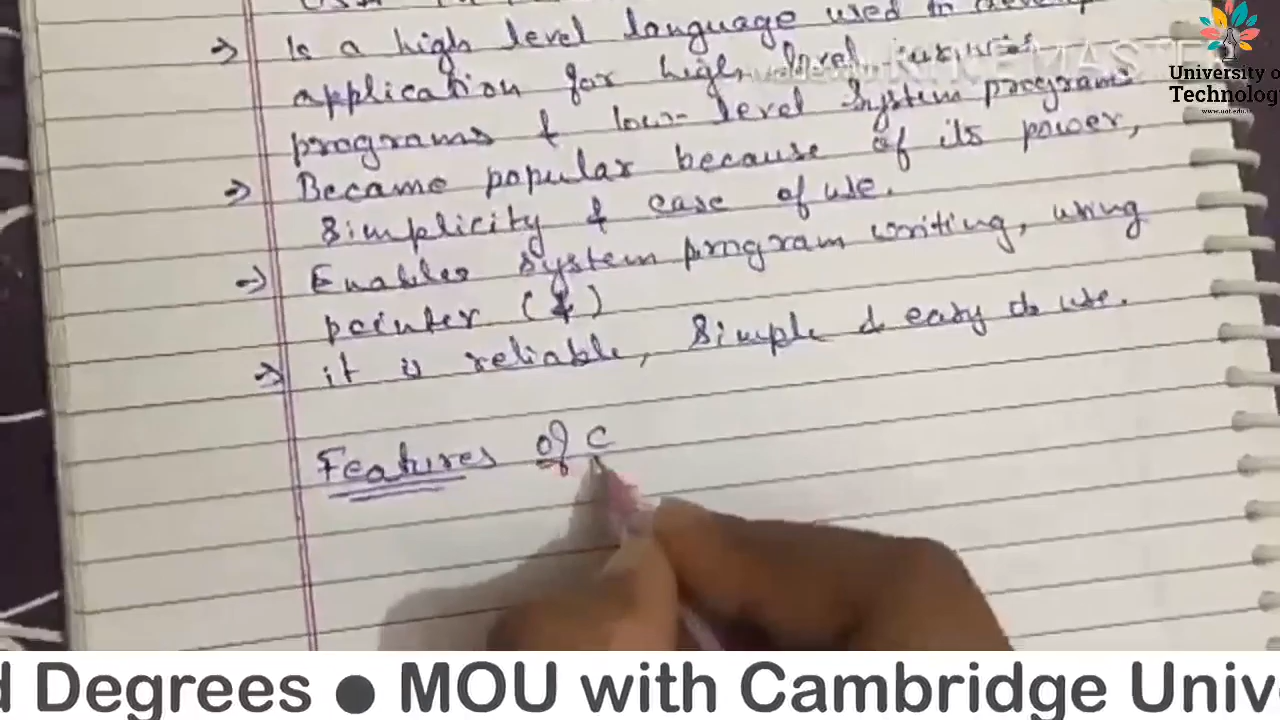 ⇒ Is a high level language used to develop
application for high level business
programs & low-level system programs
⇒ Became popular because of its power,
simplicity & ease of use.
⇒ Enables system program writing, using
pointer (*)
⇒ it is reliable, simple & easy to use.
Features of C
University of
Technology
d Degrees ● MOU with Cambridge Univ